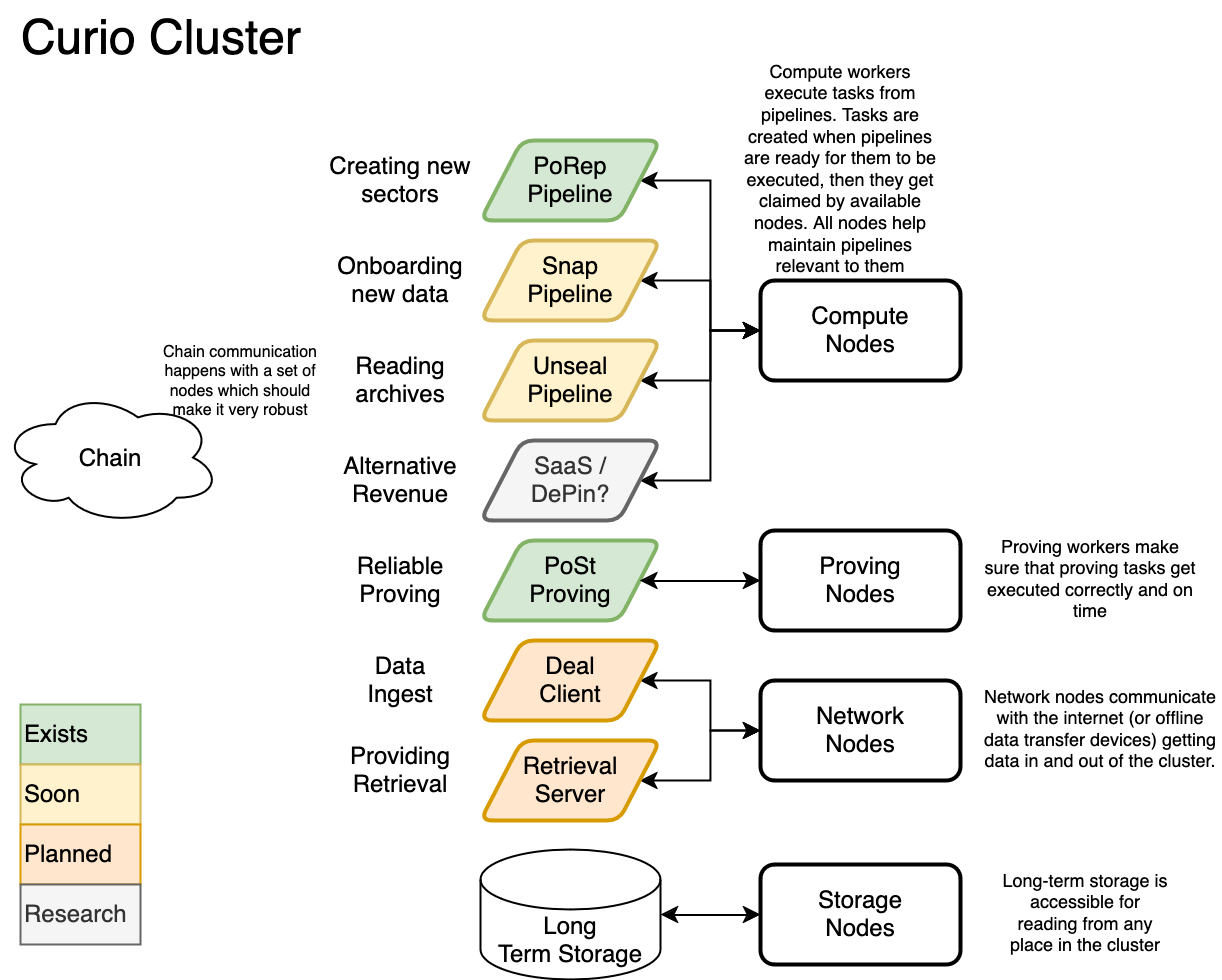 Curio Cluster
Compute workers
execute tasks from
pipelines. Tasks are
created when pipelines
are ready for them to be
executed, then they get
claimed by available
nodes. All nodes help
maintain pipelines
relevant to them
Creating new
sectors
PoRep
Pipeline
Onboarding
new data
Snap
Pipeline
Compute
Nodes
Chain communication
happens with a set of
nodes which should
make it very robust
Chain
Reading
archives
Unseal
Pipeline
Alternative
Revenue
SaaS /
DePin?
Reliable
Proving
PoSt
Proving
Proving
Nodes
Proving workers make
sure that proving tasks get
executed correctly and on
time
Data
Ingest
Deal
Client
Network
Nodes
Network nodes communicate
with the internet (or offline
data transfer devices) getting
data in and out of the cluster.
Providing
Retrieval
Retrieval
Server
Exists
Soon
Planned
Research
Long
Term Storage
Storage
Nodes
Long-term storage is
accessible for
reading from any
place in the cluster